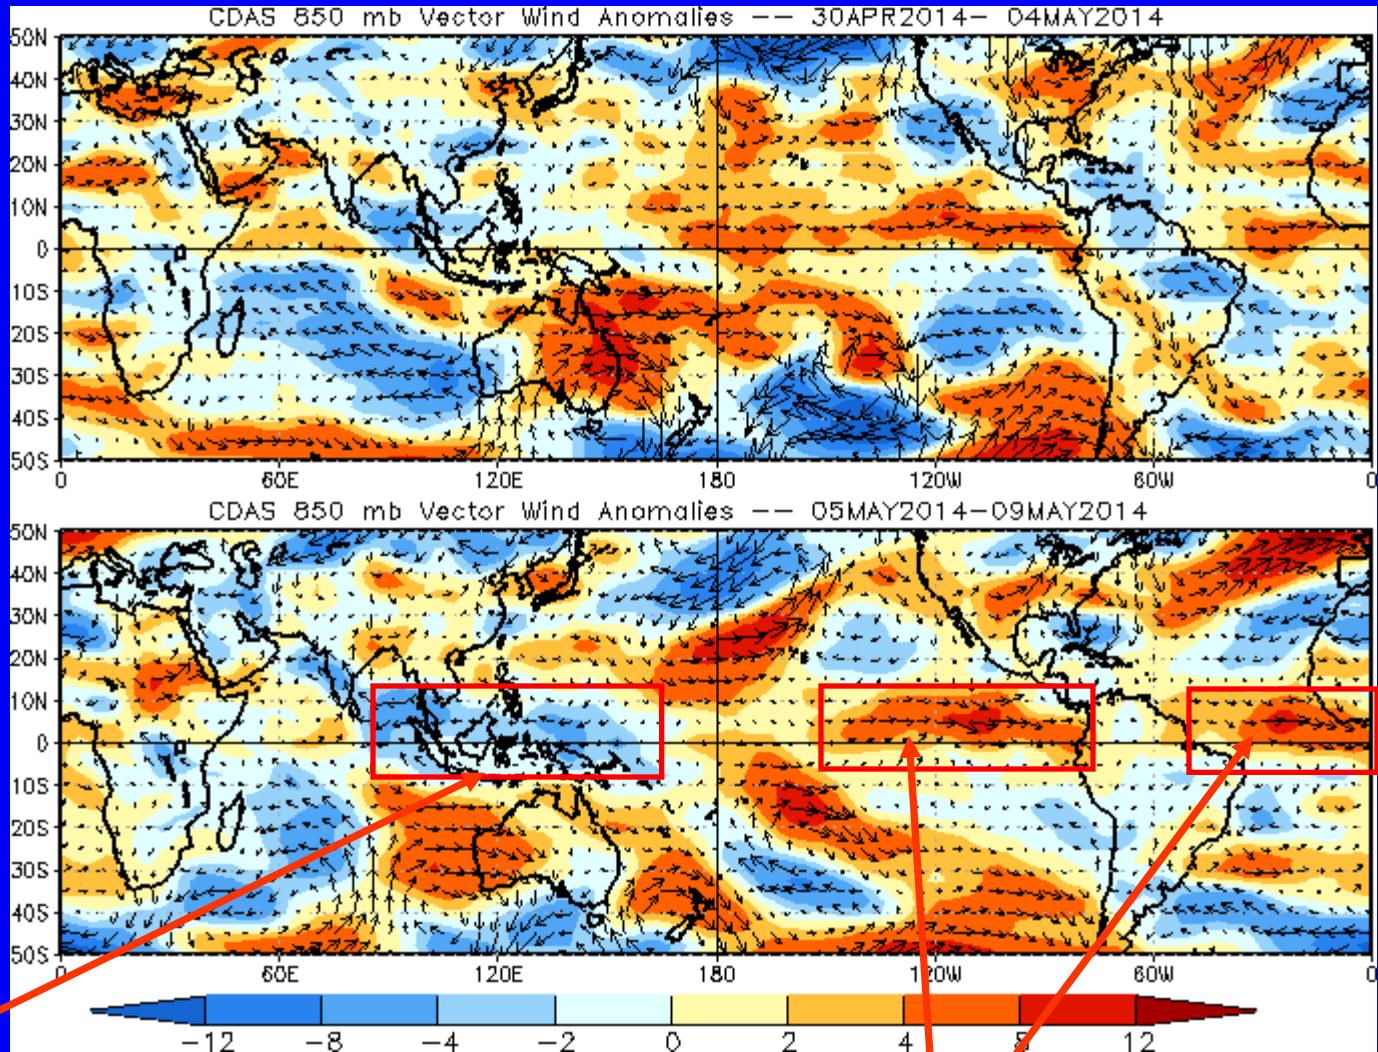 CDAS 850 mb Vector Wind Anomalies -- 30APR2014- 04MAY2014
50N
40N
30N
20N
10N
0
10S
20S
30S
40S
50S
0 60E 120E 180 120W 60W 0
CDAS 850 mb Vector Wind Anomalies -- 05MAY2014-09MAY2014
50N
40N
30N
20N
10N
0
10S
20S
30S
40S
50S
0 60E 120E 180 120W 60W 0
-12 -8 -4 -2 0 2 4 8 12